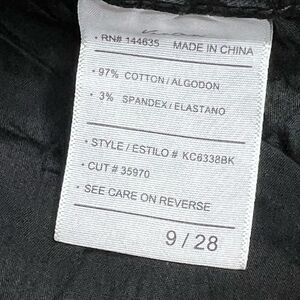 • RN# 144635 MADE IN CHINA
• 97% COTTON / ALGODON
• 3% SPANDEX / ELASTANO
• STYLE / ESTILO # KC6338BK
• CUT # 35970
• SEE CARE ON REVERSE
9 / 28